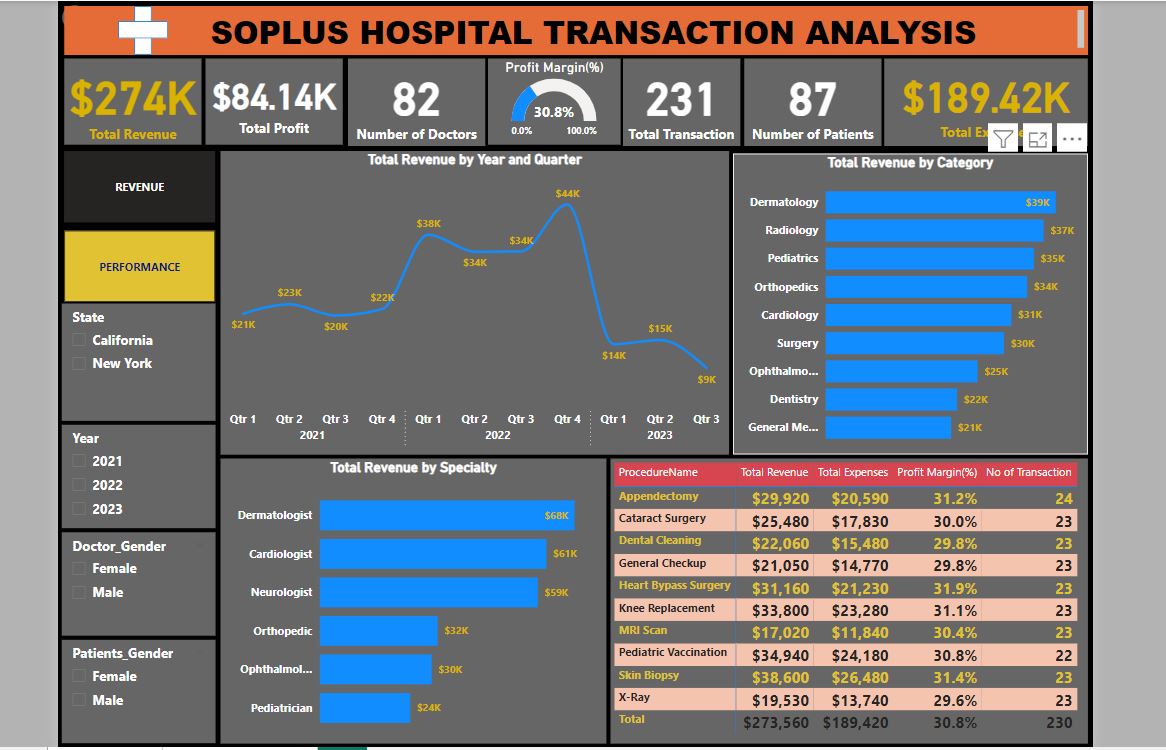 SOPLUS HOSPITAL TRANSACTION ANALYSIS
$274K
Total Revenue
$84.14K
Total Profit
82
Number of Doctors
Profit Margin(%)
30.8%
0.0% 100.0%
231
Total Transaction
87
Number of Patients
$189.42K
Total
REVENUE
PERFORMANCE
State
California
New York
Year
2021
2022
2023
Doctor_Gender
Female
Male
Patients_Gender
Female
Male
Total Revenue by Year and Quarter
$21K
$23K
$20K
$22K
$38K
$34K
$34K
$44K
$14K
$15K
$9K
Qtr 1 Qtr 2 Qtr 3 Qtr 4 Qtr 1 Qtr 2 Qtr 3 Qtr 4 Qtr 1 Qtr 2 Qtr 3
2021 2022 2023
Total Revenue by Category
Dermatology $39K
Radiology $37K
Pediatrics $35K
Orthopedics $34K
Cardiology $31K
Surgery $30K
Ophthalmo... $25K
Dentistry $22K
General Me... $21K
Total Revenue by Specialty
Dermatologist $68K
Cardiologist $61K
Neurologist $59K
Orthopedic $32K
Ophthalmol... $30K
Pediatrician $24K
ProcedureName Total Revenue Total Expenses Profit Margin(%) No of Transaction
Appendectomy $29,920 $20,590 31.2% 24
Cataract Surgery $25,480 $17,830 30.0% 23
Dental Cleaning $22,060 $15,480 29.8% 23
General Checkup $21,050 $14,770 29.8% 23
Heart Bypass Surgery $31,160 $21,230 31.9% 23
Knee Replacement $33,800 $23,280 31.1% 23
MRI Scan $17,020 $11,840 30.4% 23
Pediatric Vaccination $34,940 $24,180 30.8% 22
Skin Biopsy $38,600 $26,480 31.4% 23
X-Ray $19,530 $13,740 29.6% 23
Total $273,560 $189,420 30.8% 230